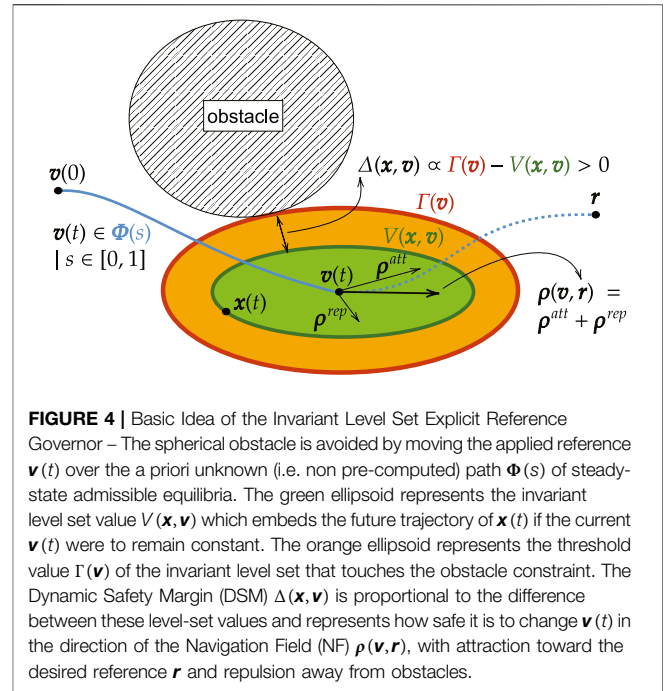 obstacle
v(0)
Δ(x, v) ∝ Γ(v) − V(x, v) > 0
Γ(v)
r
v(t) ∈ Φ(s)
| s ∈ [0, 1]
V(x, v)
v(t)
ρ^att
x(t)
ρ^rep
ρ(v, r) =
ρ^att + ρ^rep
FIGURE 4 | Basic Idea of the Invariant Level Set Explicit Reference
Governor – The spherical obstacle is avoided by moving the applied reference
v(t) over the a priori unknown (i.e. non pre-computed) path Φ(s) of steady-
state admissible equilibria. The green ellipsoid represents the invariant
level set value V(x, v) which embeds the future trajectory of x(t) if the current
v(t) were to remain constant. The orange ellipsoid represents the threshold
value Γ(v) of the invariant level set that touches the obstacle constraint. The
Dynamic Safety Margin (DSM) Δ(x, v) is proportional to the difference
between these level-set values and represents how safe it is to change v(t) in
the direction of the Navigation Field (NF) ρ(v, r), with attraction toward the
desired reference r and repulsion away from obstacles.